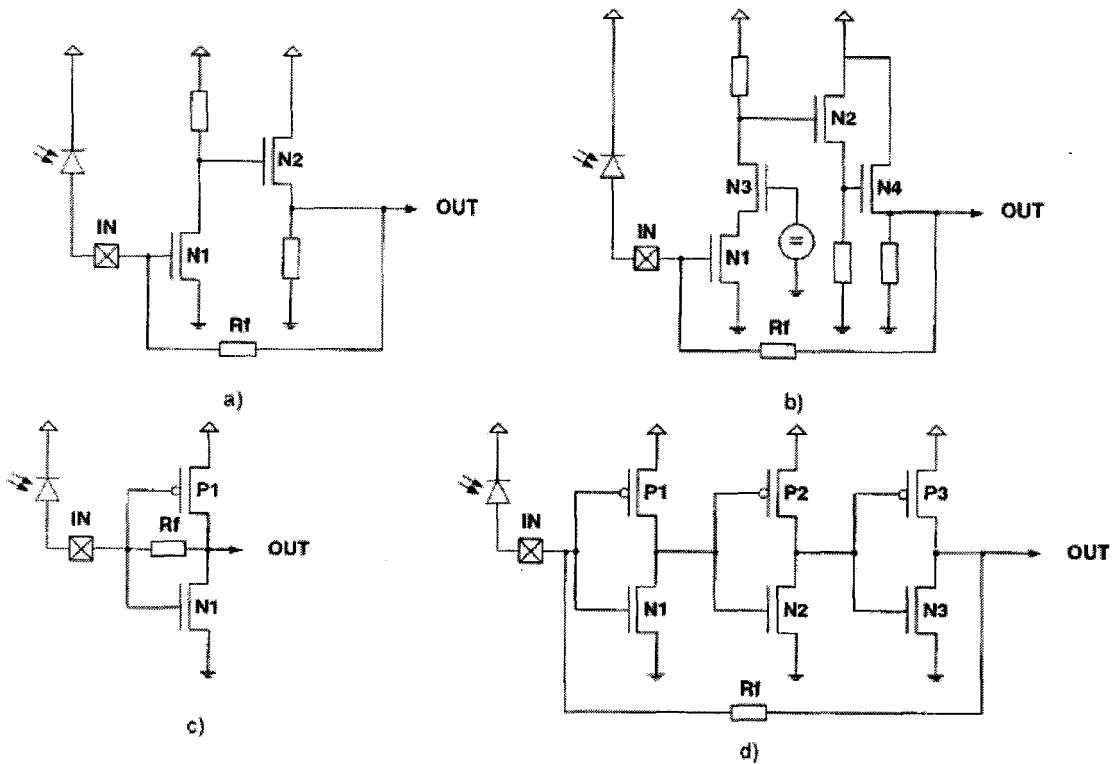 N2
OUT
IN
N1
Rf
a)
N2
N3
N4
OUT
IN
N1
Rf
b)
P1
IN
Rf
OUT
N1
c)
P1
P2
P3
IN
OUT
N1
N2
N3
Rf
d)